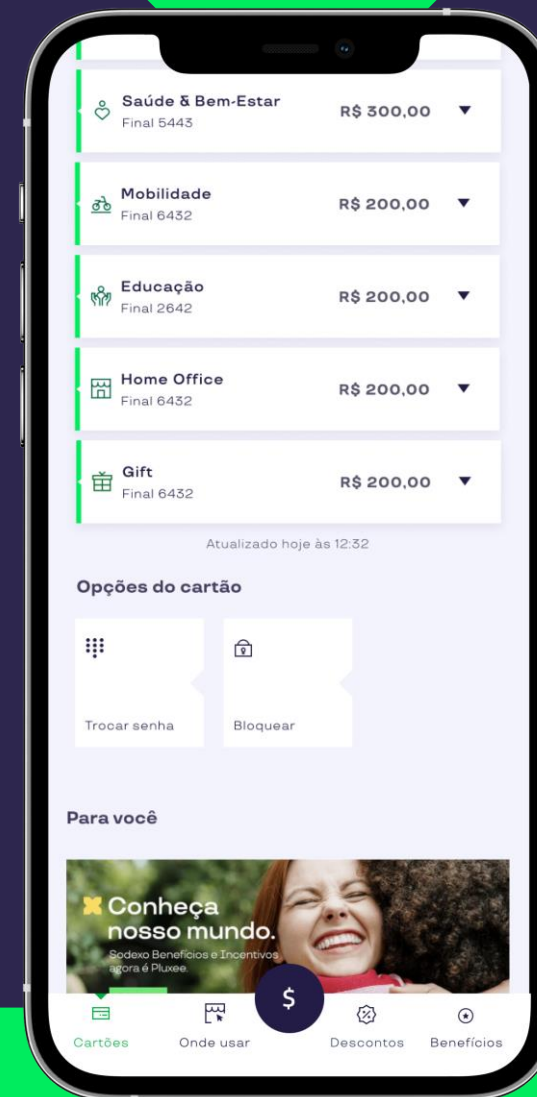 Saúde & Bem-Estar
Final 5443
R$ 300,00
Mobilidade
Final 6432
R$ 200,00
Educação
Final 2642
R$ 200,00
Home Office
Final 6432
R$ 200,00
Gift
Final 6432
R$ 200,00
Atualizado hoje às 12:32
Opções do cartão
Trocar senha
Bloquear
Para você
Conheça
nosso mundo.
Sodexo Benefícios e Incentivos
agora é Pluxee.
$
Cartões
Onde usar
Descontos
Benefícios